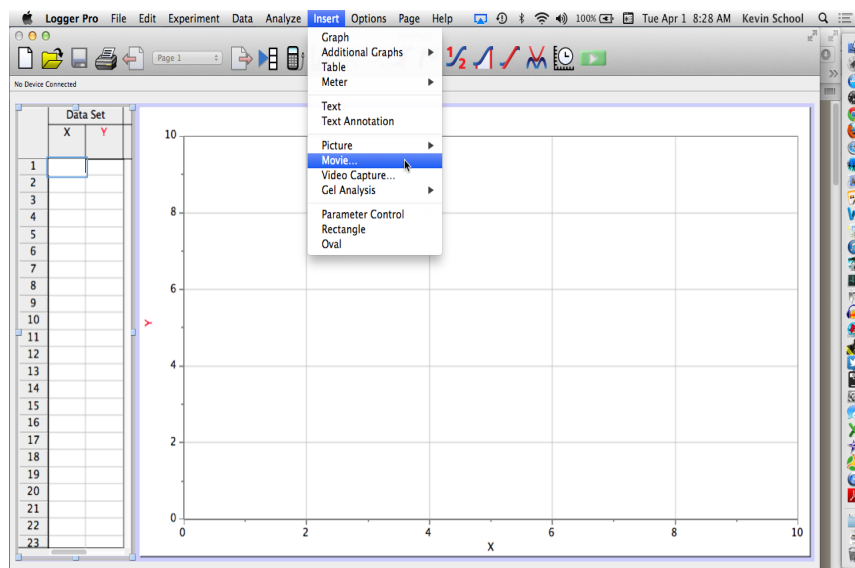 Logger Pro File Edit Experiment Data Analyze Insert Options Page Help 100% Tue Apr 1 8:28 AM Kevin School
Page 1
No Device Connected
Graph
Additional Graphs
Table
Meter
Text
Text Annotation
Picture
Movie...
Video Capture...
Gel Analysis
Parameter Control
Rectangle
Oval
Data Set
X Y
1
2
3
4
5
6
7
8
9
10
11
12
13
14
15
16
17
18
19
20
21
22
23
10
8
6
4
2
0
Y
0 2 4 6 8 10
X